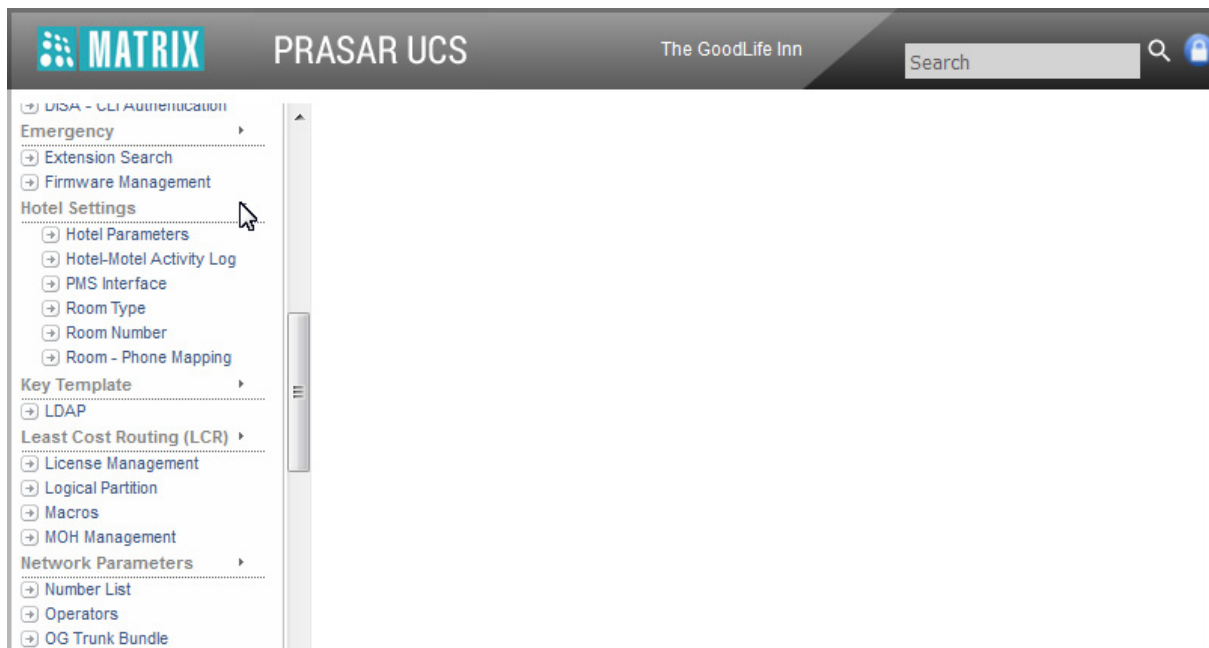 MATRIX PRASAR UCS The GoodLife Inn Search
DISA - CLI Authentication
Emergency
Extension Search
Firmware Management
Hotel Settings
Hotel Parameters
Hotel-Motel Activity Log
PMS Interface
Room Type
Room Number
Room - Phone Mapping
Key Template
LDAP
Least Cost Routing (LCR)
License Management
Logical Partition
Macros
MOH Management
Network Parameters
Number List
Operators
OG Trunk Bundle